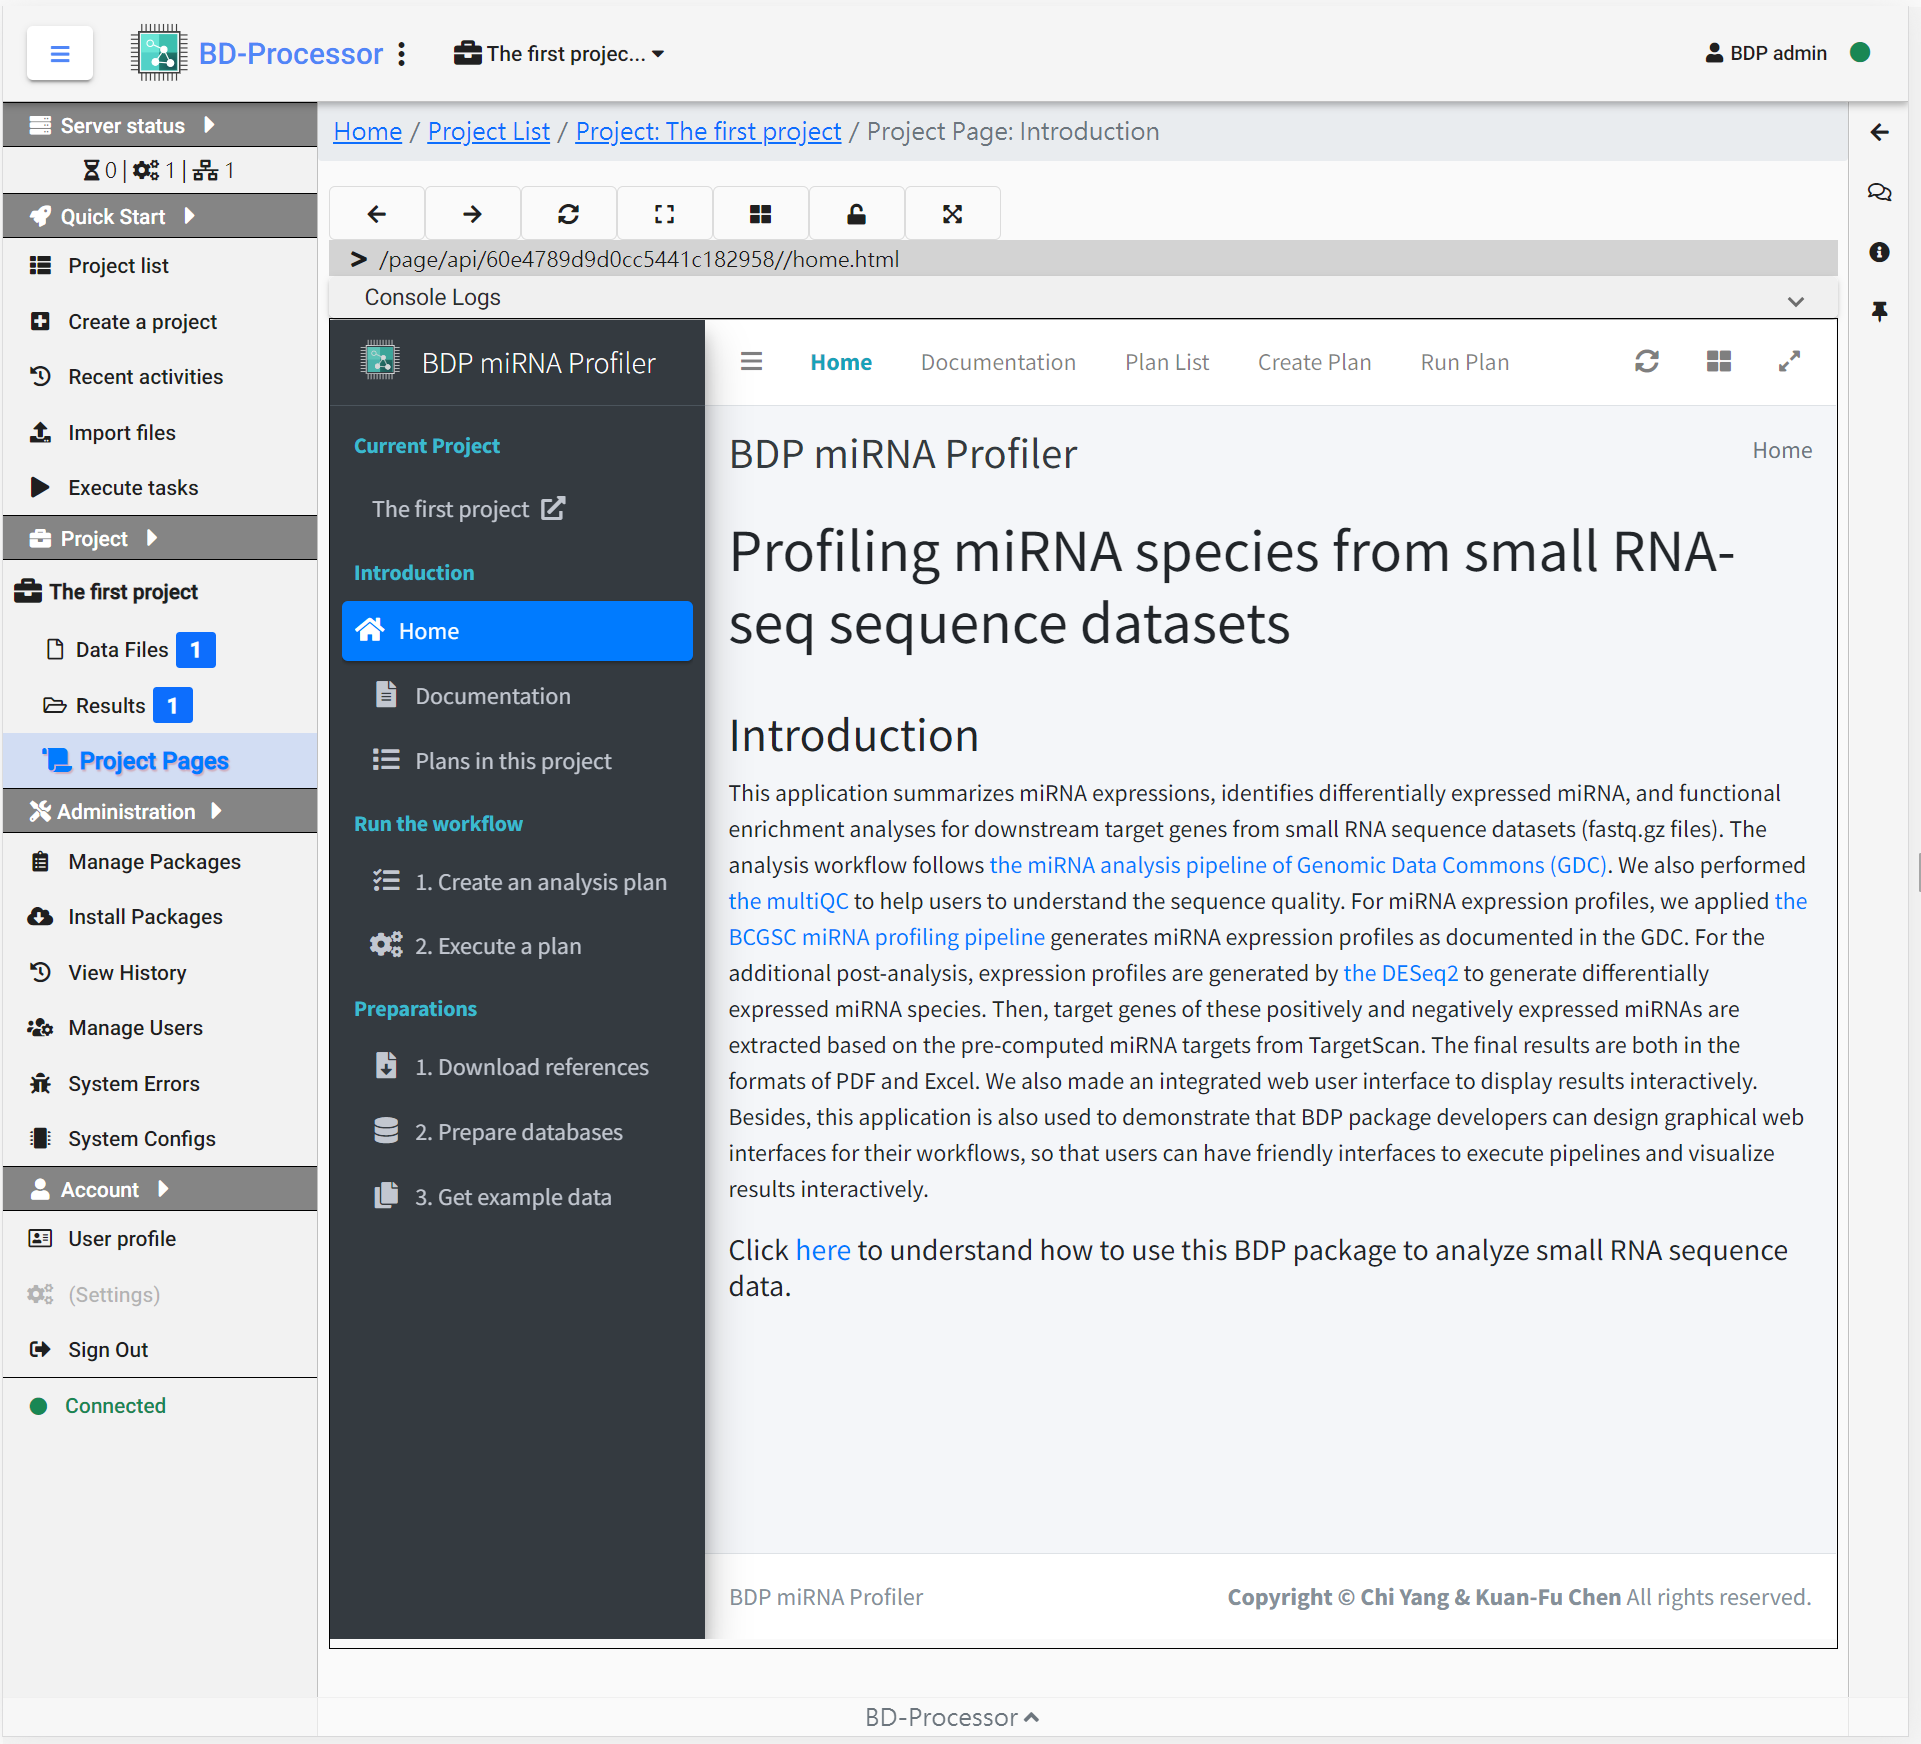 BD-Processor
The first projec...
BDP admin
Server status
0 | 1 | 1
Quick Start
Project list
Create a project
Recent activities
Import files
Execute tasks
Project
The first project
Data Files 1
Results 1
Project Pages
Administration
Manage Packages
Install Packages
View History
Manage Users
System Errors
System Configs
Account
User profile
(Settings)
Sign Out
Connected
Home / Project List / Project: The first project / Project Page: Introduction
> /page/api/60e4789d9d0cc5441c182958//home.html
Console Logs
BDP miRNA Profiler
Current Project
The first project
Introduction
Home
Documentation
Plans in this project
Run the workflow
1. Create an analysis plan
2. Execute a plan
Preparations
1. Download references
2. Prepare databases
3. Get example data
Home Documentation Plan List Create Plan Run Plan
BDP miRNA Profiler
Home
Profiling miRNA species from small RNA-
seq sequence datasets
Introduction
This application summarizes miRNA expressions, identifies differentially expressed miRNA, and functional
enrichment analyses for downstream target genes from small RNA sequence datasets (fastq.gz files). The
analysis workflow follows the miRNA analysis pipeline of Genomic Data Commons (GDC). We also performed
the multiQC to help users to understand the sequence quality. For miRNA expression profiles, we applied the
BCGSC miRNA profiling pipeline generates miRNA expression profiles as documented in the GDC. For the
additional post-analysis, expression profiles are generated by the DESeq2 to generate differentially
expressed miRNA species. Then, target genes of these positively and negatively expressed miRNAs are
extracted based on the pre-computed miRNA targets from TargetScan. The final results are both in the
formats of PDF and Excel. We also made an integrated web user interface to display results interactively.
Besides, this application is also used to demonstrate that BDP package developers can design graphical web
interfaces for their workflows, so that users can have friendly interfaces to execute pipelines and visualize
results interactively.
Click here to understand how to use this BDP package to analyze small RNA sequence
data.
BDP miRNA Profiler
Copyright © Chi Yang & Kuan-Fu Chen All rights reserved.
BD-Processor